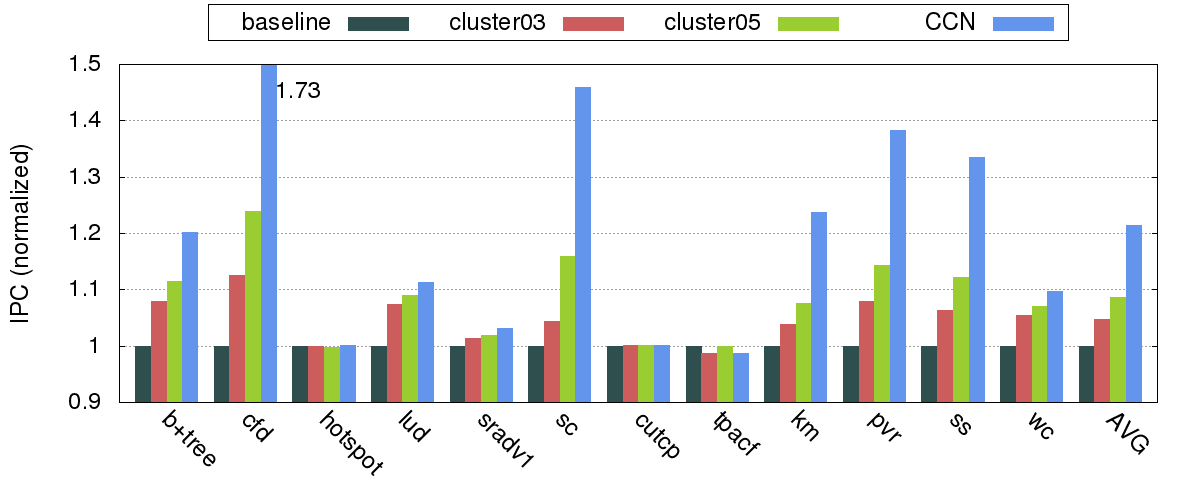 baseline cluster03 cluster05 CCN
1.5
1.73
1.4
1.3
1.2
1.1
1
0.9
IPC (normalized)
b+tree cfd hotspot lud sradv1 sc cutcp tpacf km pvr ss wc AVG